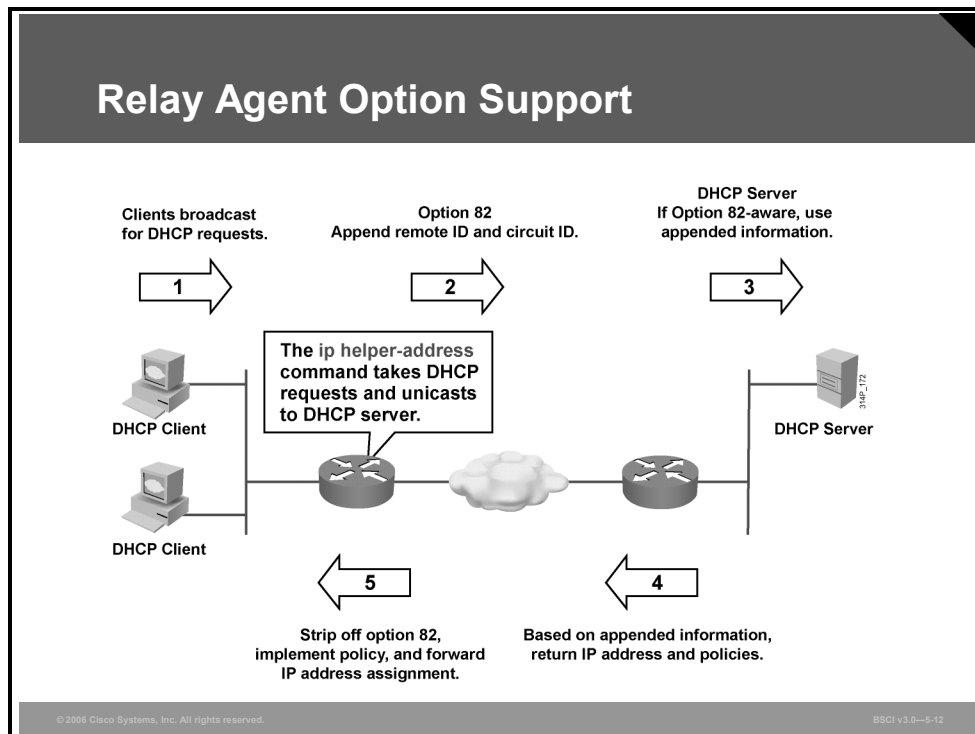 Relay Agent Option Support
Clients broadcast
for DHCP requests.
Option 82
Append remote ID and circuit ID.
DHCP Server
If Option 82-aware, use
appended information.
1
2
3
The ip helper-address
command takes DHCP
requests and unicasts
to DHCP server.
314P_172
DHCP Client
DHCP Server
DHCP Client
5
4
Strip off option 82,
implement policy, and forward
IP address assignment.
Based on appended information,
return IP address and policies.
© 2006 Cisco Systems, Inc. All rights reserved.
BSCI v3.0—5-12